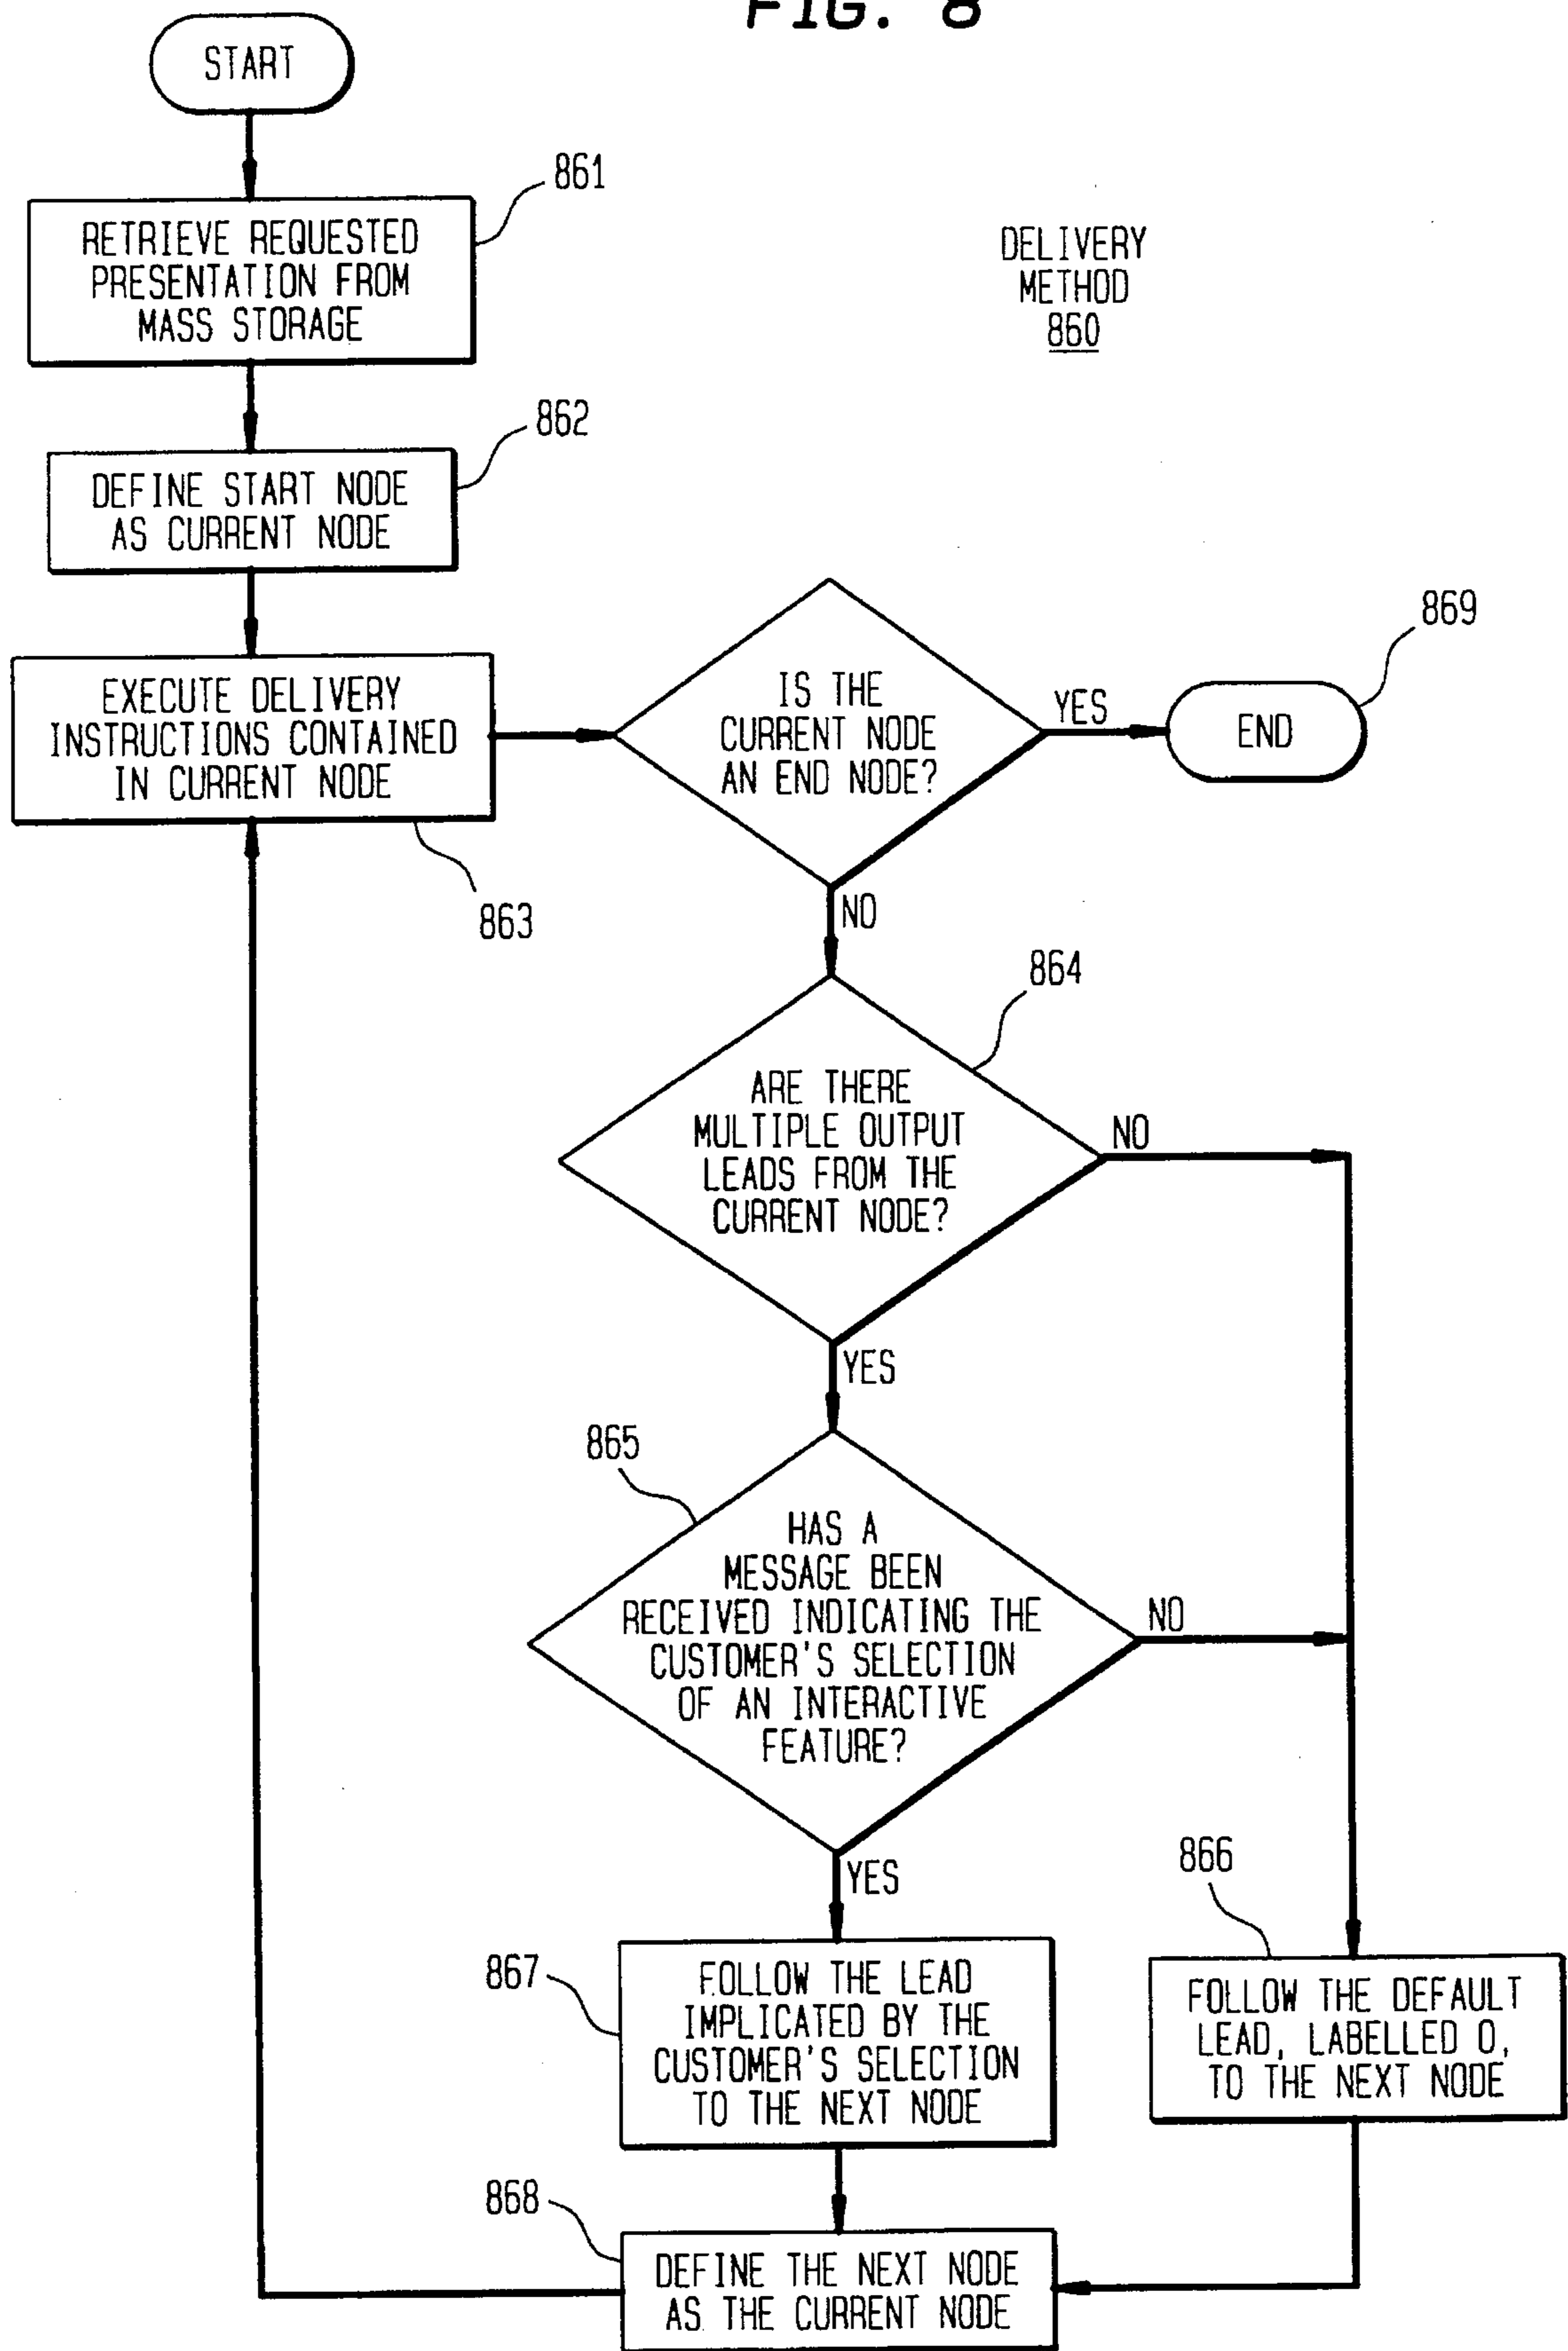 FIG. 8
START
861
RETRIEVE REQUESTED
PRESENTATION FROM
MASS STORAGE
DELIVERY
METHOD
860
862
DEFINE START NODE
AS CURRENT NODE
EXECUTE DELIVERY
INSTRUCTIONS CONTAINED
IN CURRENT NODE
863
IS THE
CURRENT NODE
AN END NODE?
YES
869
END
NO
864
ARE THERE
MULTIPLE OUTPUT
LEADS FROM THE
CURRENT NODE?
NO
YES
865
HAS A
MESSAGE BEEN
RECEIVED INDICATING THE
CUSTOMER'S SELECTION
OF AN INTERACTIVE
FEATURE?
NO
YES
866
FOLLOW THE DEFAULT
LEAD, LABELLED 0,
TO THE NEXT NODE
867
FOLLOW THE LEAD
IMPLICATED BY THE
CUSTOMER'S SELECTION
TO THE NEXT NODE
868
DEFINE THE NEXT NODE
AS THE CURRENT NODE